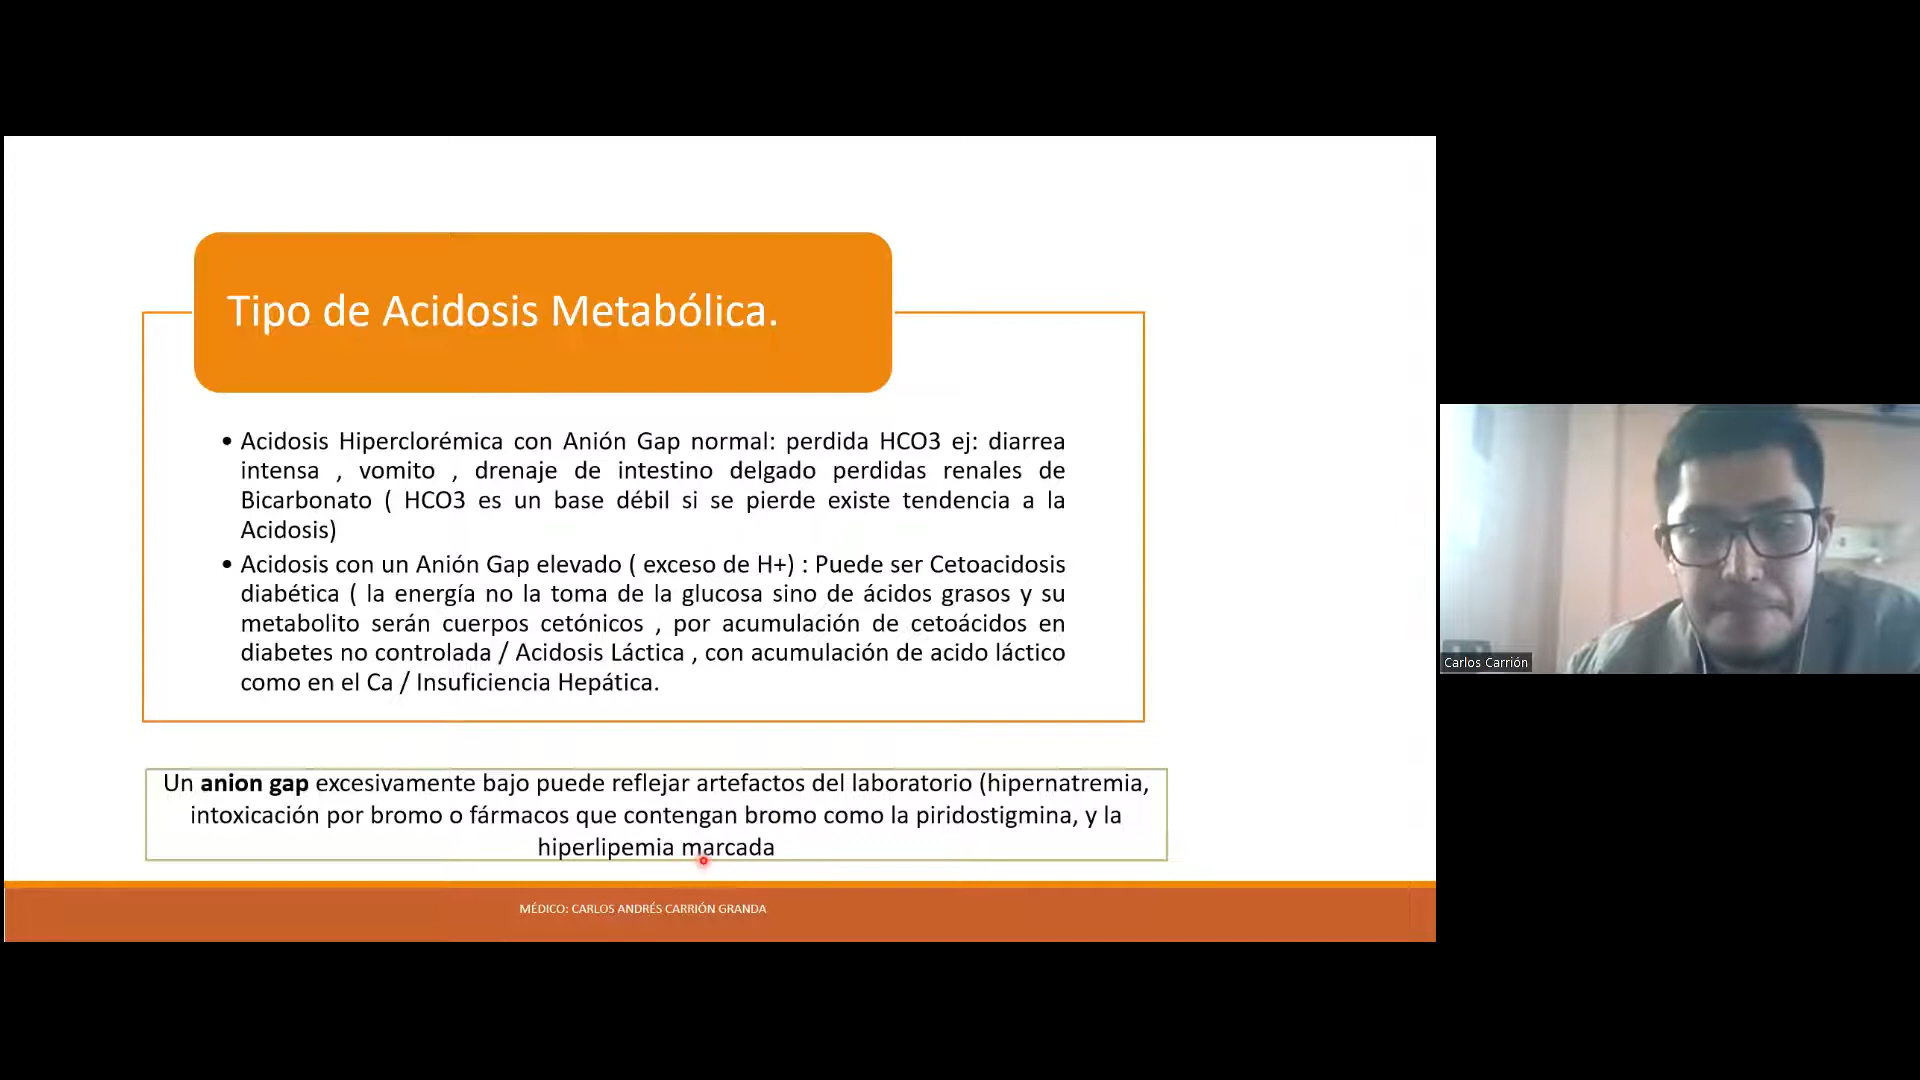 Tipo de Acidosis Metabólica.
• Acidosis Hiperclorémica con Anión Gap normal: perdida HCO3 ej: diarrea
intensa , vomito , drenaje de intestino delgado perdidas renales de
Bicarbonato ( HCO3 es un base débil si se pierde existe tendencia a la
Acidosis)
• Acidosis con un Anión Gap elevado ( exceso de H+) : Puede ser Cetoacidosis
diabética ( la energía no la toma de la glucosa sino de ácidos grasos y su
metabolito serán cuerpos cetónicos , por acumulación de cetoácidos en
diabetes no controlada / Acidosis Láctica , con acumulación de acido láctico
como en el Ca / Insuficiencia Hepática.
Un anion gap excesivamente bajo puede reflejar artefactos del laboratorio (hipernatremia,
intoxicación por bromo o fármacos que contengan bromo como la piridostigmina, y la
hiperlipemia marcada
MÉDICO: CARLOS ANDRÉS CARRIÓN GRANDA
Carlos Carrión